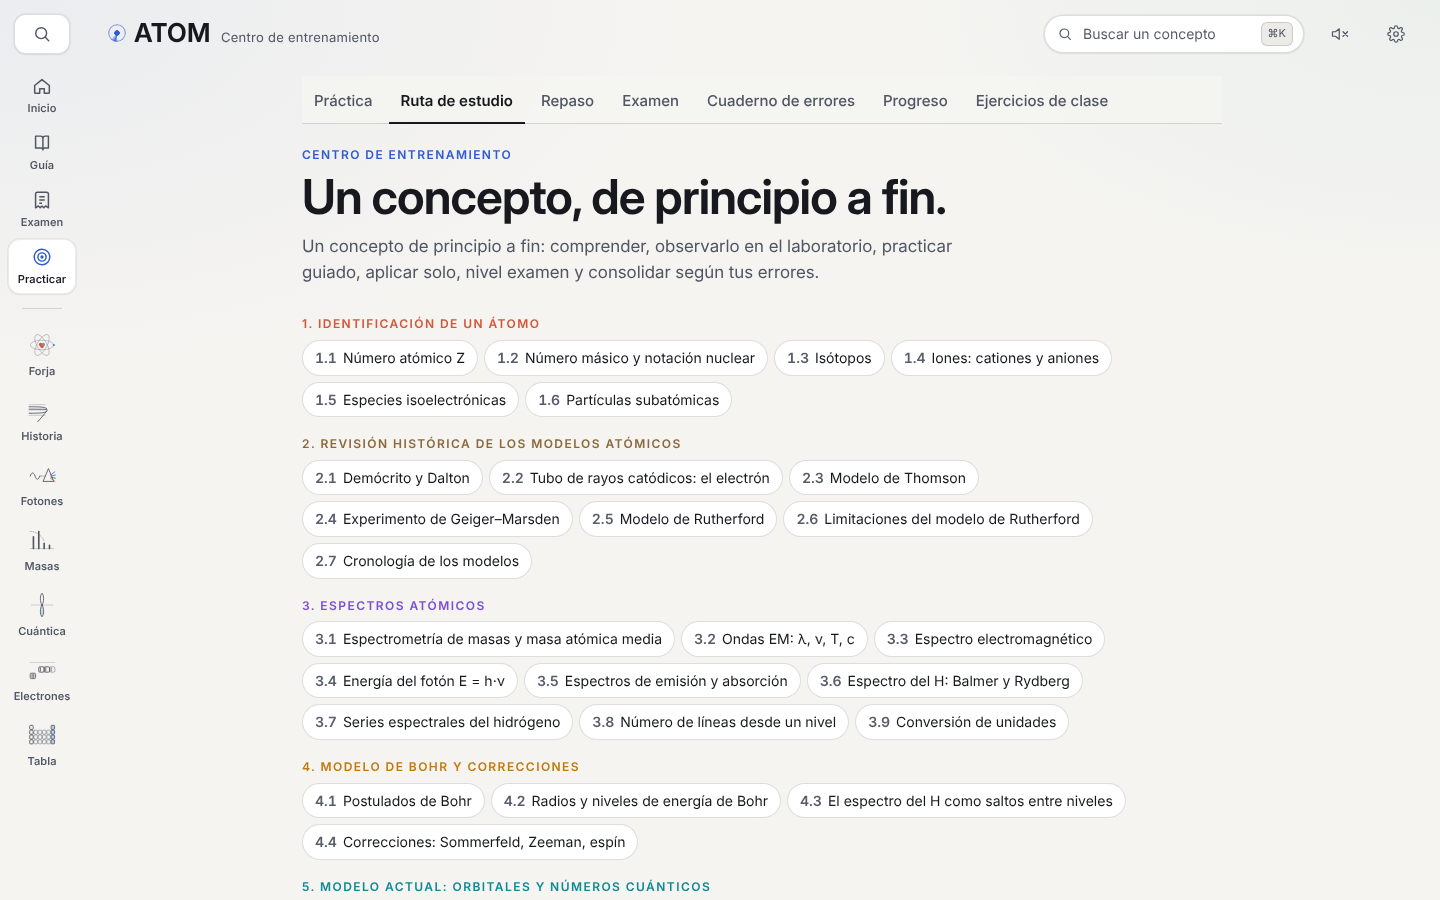 ATOM Centro de entrenamiento
Buscar un concepto ⌘K
Inicio
Guía
Examen
Practicar
Forja
Historia
Fotones
Masas
Cuántica
Electrones
Tabla
Práctica Ruta de estudio Repaso Examen Cuaderno de errores Progreso Ejercicios de clase
CENTRO DE ENTRENAMIENTO
Un concepto, de principio a fin.
Un concepto de principio a fin: comprender, observarlo en el laboratorio, practicar
guiado, aplicar solo, nivel examen y consolidar según tus errores.
1. IDENTIFICACIÓN DE UN ÁTOMO
1.1 Número atómico Z 1.2 Número másico y notación nuclear 1.3 Isótopos 1.4 Iones: cationes y aniones
1.5 Especies isoelectrónicas 1.6 Partículas subatómicas
2. REVISIÓN HISTÓRICA DE LOS MODELOS ATÓMICOS
2.1 Demócrito y Dalton 2.2 Tubo de rayos catódicos: el electrón 2.3 Modelo de Thomson
2.4 Experimento de Geiger–Marsden 2.5 Modelo de Rutherford 2.6 Limitaciones del modelo de Rutherford
2.7 Cronología de los modelos
3. ESPECTROS ATÓMICOS
3.1 Espectrometría de masas y masa atómica media 3.2 Ondas EM: λ, ν, T, c 3.3 Espectro electromagnético
3.4 Energía del fotón E = h·ν 3.5 Espectros de emisión y absorción 3.6 Espectro del H: Balmer y Rydberg
3.7 Series espectrales del hidrógeno 3.8 Número de líneas desde un nivel 3.9 Conversión de unidades
4. MODELO DE BOHR Y CORRECCIONES
4.1 Postulados de Bohr 4.2 Radios y niveles de energía de Bohr 4.3 El espectro del H como saltos entre niveles
4.4 Correcciones: Sommerfeld, Zeeman, espín
5. MODELO ACTUAL: ORBITALES Y NÚMEROS CUÁNTICOS